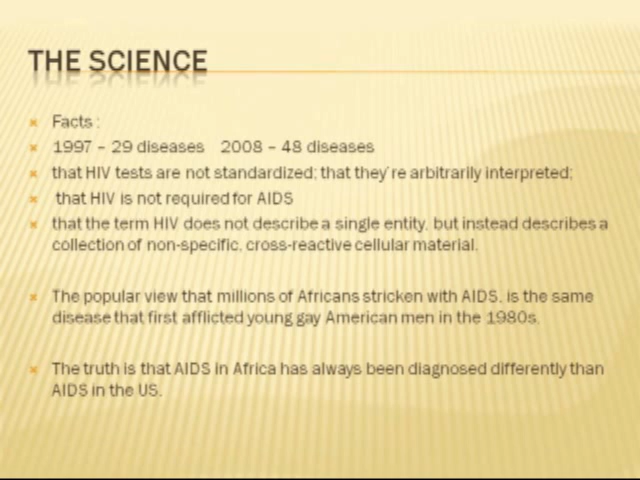 THE SCIENCE
Facts :
1997 – 29 diseases 2008 – 48 diseases
that HIV tests are not standardized; that they're arbitrarily interpreted;
that HIV is not required for AIDS
that the term HIV does not describe a single entity, but instead describes a
collection of non-specific, cross-reactive cellular material.
The popular view that millions of Africans stricken with AIDS, is the same
disease that first afflicted young gay American men in the 1980s.
The truth is that AIDS in Africa has always been diagnosed differently than
AIDS in the US.